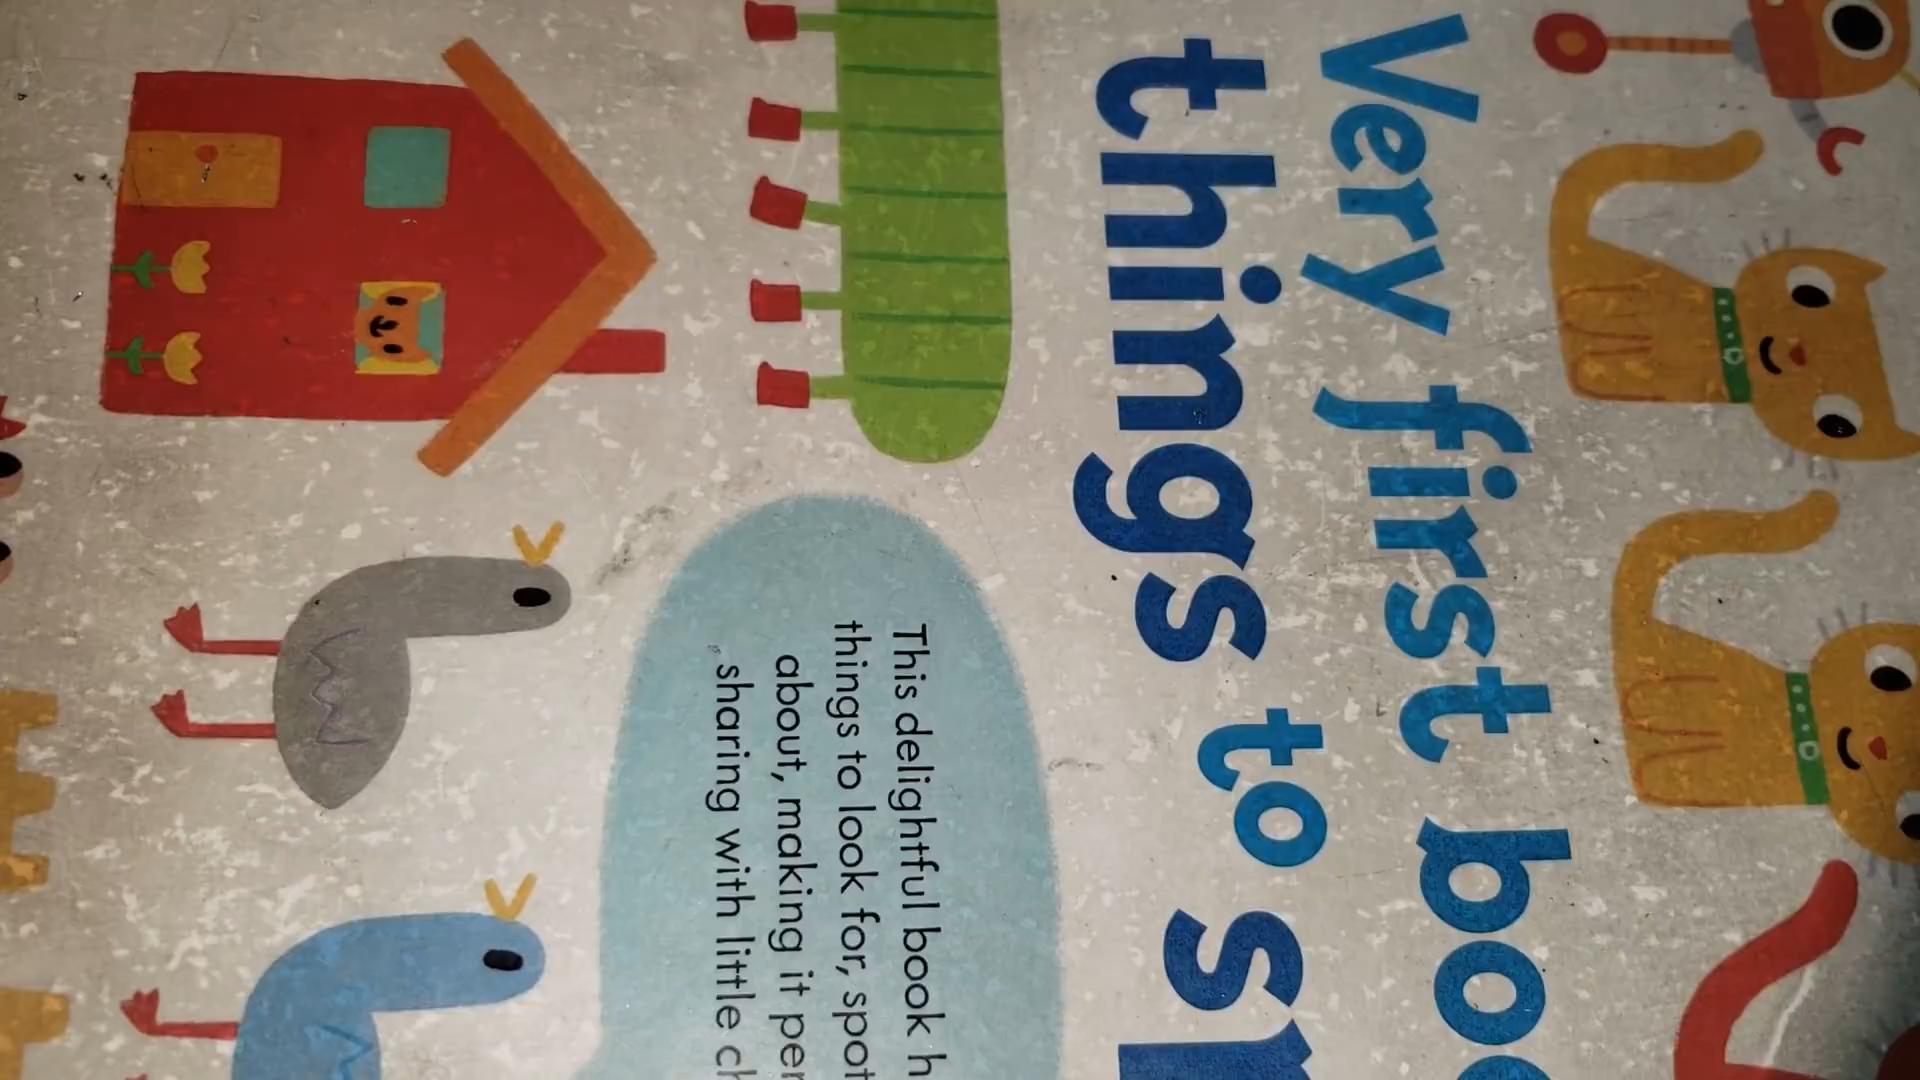 Very first boo
things to sp
This delightful book h
things to look for, spot
about, making it per
sharing with little ch